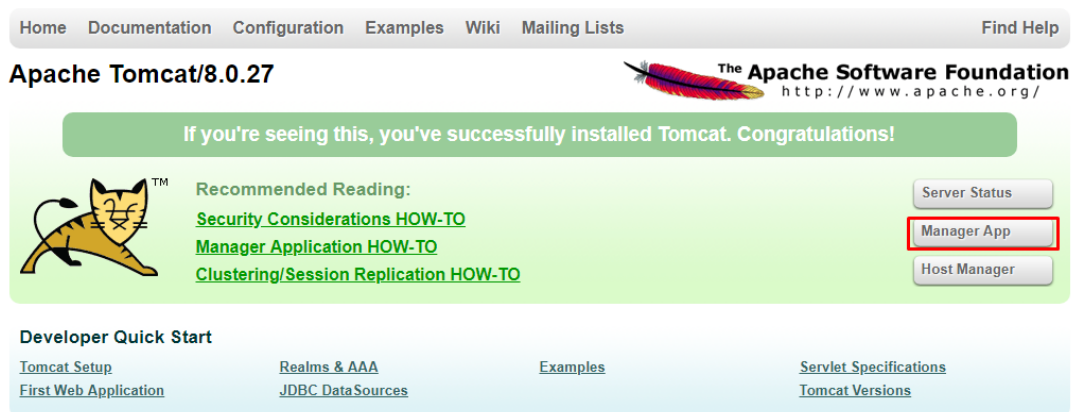 Home Documentation Configuration Examples Wiki Mailing Lists Find Help
Apache Tomcat/8.0.27
The Apache Software Foundation
http://www.apache.org/
If you're seeing this, you've successfully installed Tomcat. Congratulations!
TM
Recommended Reading:
Security Considerations HOW-TO
Manager Application HOW-TO
Clustering/Session Replication HOW-TO
Server Status
Manager App
Host Manager
Developer Quick Start
Tomcat Setup Realms & AAA Examples Servlet Specifications
First Web Application JDBC DataSources Tomcat Versions